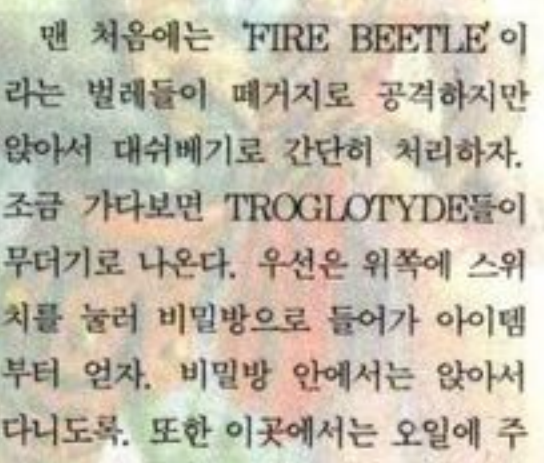 맨 처음에는 'FIRE BEETLE'이
라는 벌레들이 떼거지로 공격하지만
앉아서 대쉬베기로 간단히 처리하자.
조금 가다보면 TROGLOTYDE들이
무더기로 나온다. 우선은 위쪽에 스위
치를 눌러 비밀방으로 들어가 아이템
부터 얻자. 비밀방 안에서는 앉아서
다니도록. 또한 이곳에서는 오일에 주